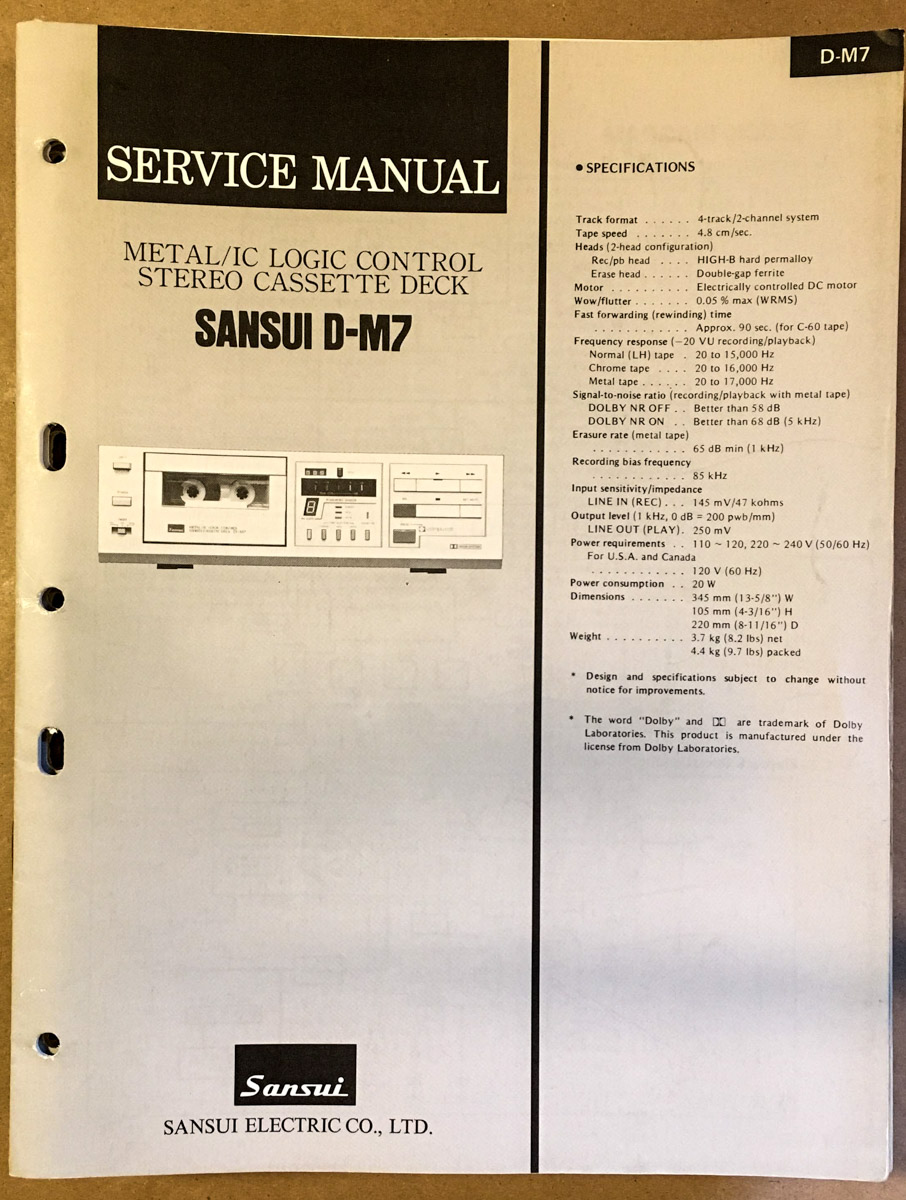 D-M7
SERVICE MANUAL
METAL/IC LOGIC CONTROL
STEREO CASSETTE DECK
SANSUI D-M7
Sansui
SANSUI ELECTRIC CO., LTD.
● SPECIFICATIONS
Track format . . . . . . 4-track/2-channel system
Tape speed . . . . . . . 4.8 cm/sec.
Heads (2-head configuration)
Rec/pb head . . . . HIGH-B hard permalloy
Erase head . . . . . . Double-gap ferrite
Motor . . . . . . . . . . Electrically controlled DC motor
Wow/flutter . . . . . . . 0.05 % max (WRMS)
Fast forwarding (rewinding) time
. . . . . . . . . . . . Approx. 90 sec. (for C-60 tape)
Frequency response (−20 VU recording/playback)
Normal (LH) tape . 20 to 15,000 Hz
Chrome tape . . . . 20 to 16,000 Hz
Metal tape . . . . . . 20 to 17,000 Hz
Signal-to-noise ratio (recording/playback with metal tape)
DOLBY NR OFF . . Better than 58 dB
DOLBY NR ON . . Better than 68 dB (5 kHz)
Erasure rate (metal tape)
. . . . . . . . . . . . 65 dB min (1 kHz)
Recording bias frequency
. . . . . . . . . . . . 85 kHz
Input sensitivity/impedance
LINE IN (REC) . . . 145 mV/47 kohms
Output level (1 kHz, 0 dB = 200 pwb/mm)
LINE OUT (PLAY). 250 mV
Power requirements . . 110 ~ 120, 220 ~ 240 V (50/60 Hz)
For U.S.A. and Canada
. . . . . . . . . . . . 120 V (60 Hz)
Power consumption . . 20 W
Dimensions . . . . . . . 345 mm (13-5/8") W
105 mm (4-3/16") H
220 mm (8-11/16") D
Weight . . . . . . . . . . 3.7 kg (8.2 lbs) net
4.4 kg (9.7 lbs) packed
* Design and specifications subject to change without
notice for improvements.
* The word "Dolby" and are trademark of Dolby
Laboratories. This product is manufactured under the
license from Dolby Laboratories.